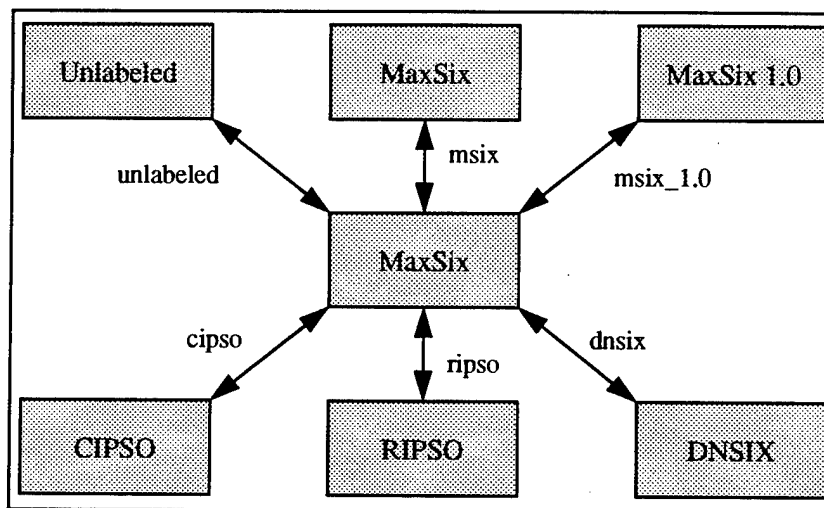 Unlabeled
MaxSix
MaxSix 1.0
unlabeled
msix
msix_1.0
MaxSix
cipso
ripso
dnsix
CIPSO
RIPSO
DNSIX